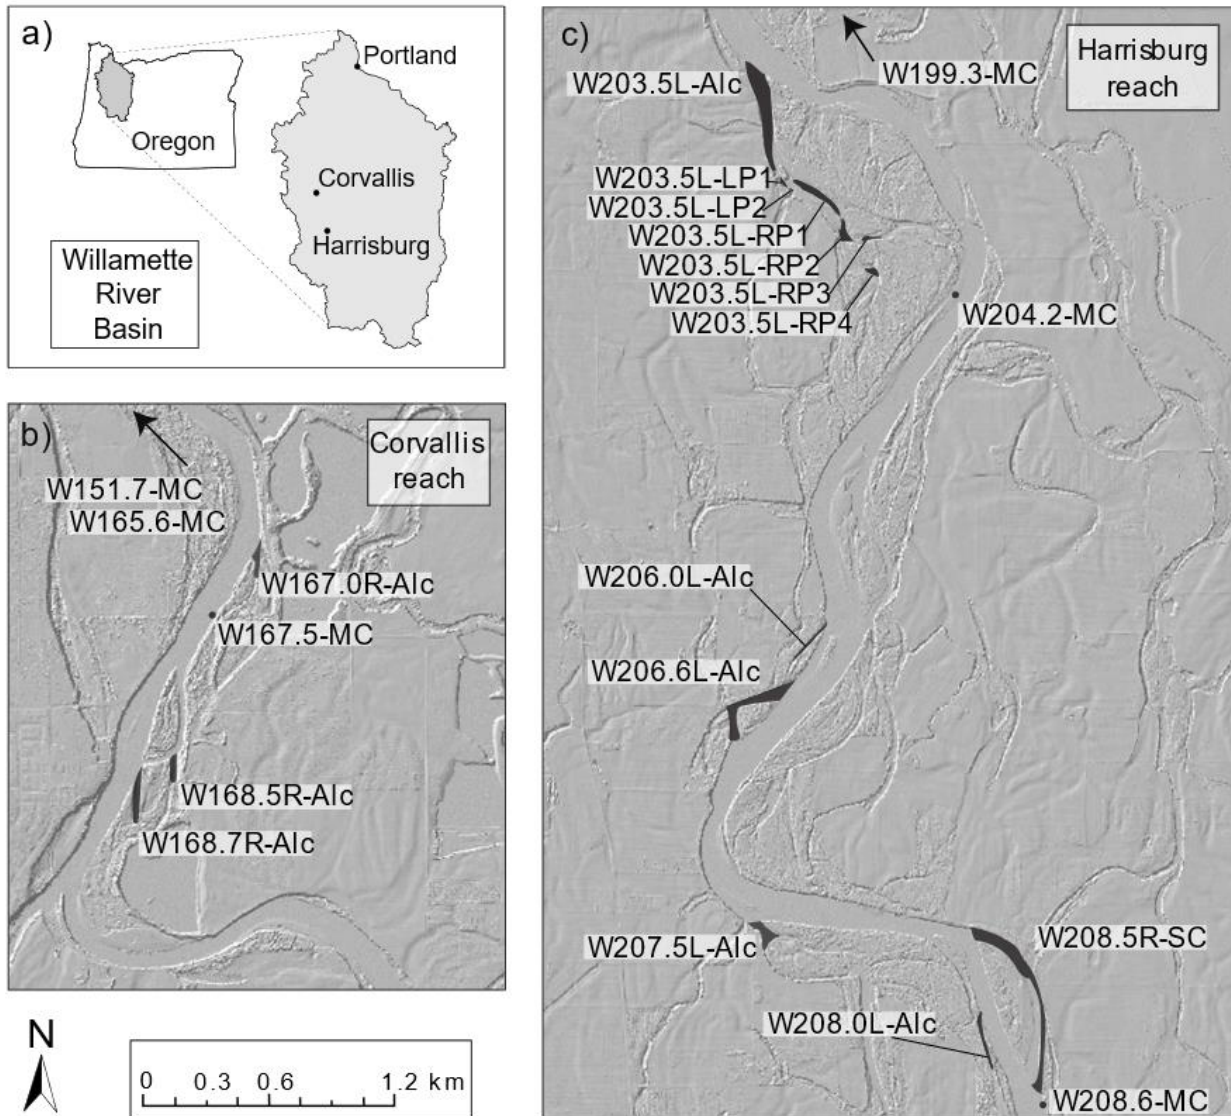 a)
Portland
Oregon
Corvallis
Harrisburg
Willamette
River
Basin
b)
Corvallis
reach
W151.7-MC
W165.6-MC
W167.0R-Alc
W167.5-MC
W168.5R-Alc
W168.7R-Alc
N
0 0.3 0.6 1.2 km
c)
Harrisburg
reach
W199.3-MC
W203.5L-Alc
W203.5L-LP1
W203.5L-LP2
W203.5L-RP1
W203.5L-RP2
W203.5L-RP3
W203.5L-RP4
W204.2-MC
W206.0L-Alc
W206.6L-Alc
W207.5L-Alc
W208.5R-SC
W208.0L-Alc
W208.6-MC